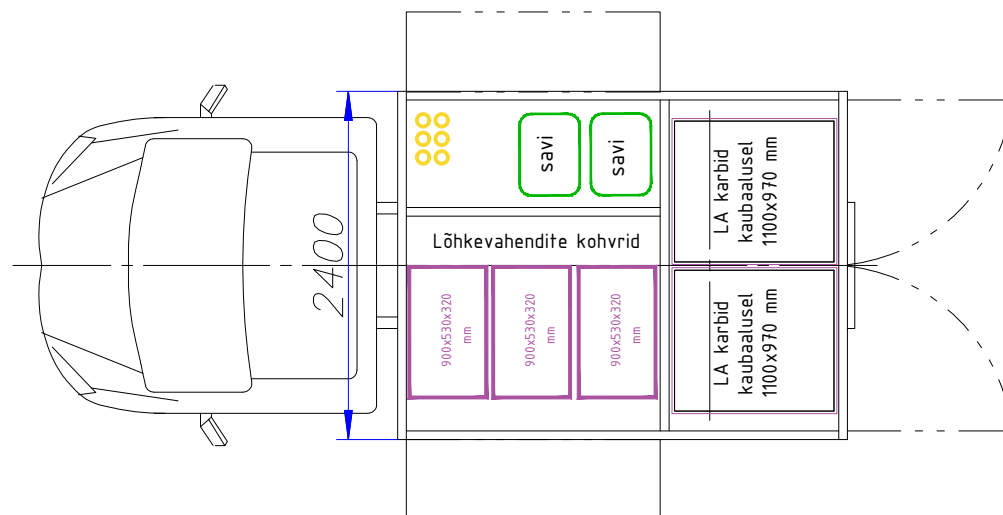 2400
savi
savi
Lõhkevahendite kohvrid
900x530x320
mm
900x530x320
mm
900x530x320
mm
LA karbid
kaubaalusel
1100x970 mm
LA karbid
kaubaalusel
1100x970 mm